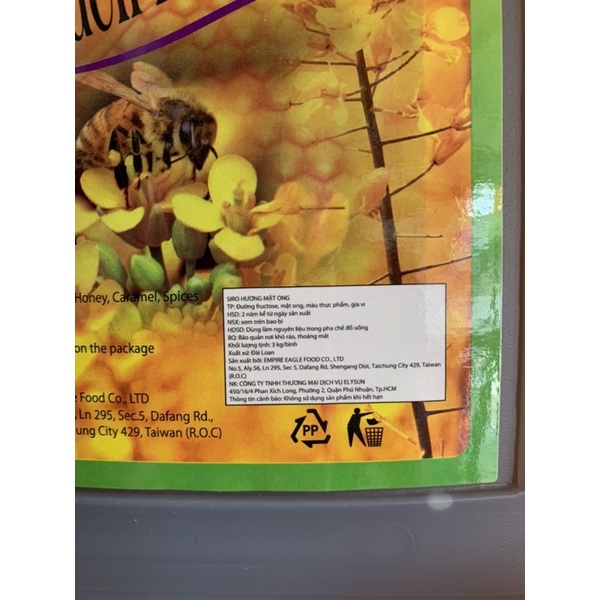 Honey, Caramel, Spices
on the package
Food Co., LTD
Ln 295, Sec.5, Dafang Rd.,
hung City 429, Taiwan (R.O.C)
SIRO HƯƠNG MẬT ONG
TP: Đường fructose, mật ong, màu thực phẩm, gia vị
HSD: 2 năm kể từ ngày sản xuất
NSX: xem trên bao bì
HDSD: Dùng làm nguyên liệu trong pha chế đồ uống
BQ: Bảo quản nơi khô ráo, thoáng mát
Khối lượng tịnh: 3 kg/bình
Xuất xứ: Đài Loan
Sản xuất bởi: EMPIRE EAGLE FOOD CO., LTD
No.5, Aly.56, Ln 295, Sec 5, Dafang Rd, Shengang Dist, Taichung City 429, Taiwan
(R.O.C)
NK: CÔNG TY TNHH THƯƠNG MẠI DỊCH VỤ ELYSUN
450/16/4 Phan Xích Long, Phường 2, Quận Phú Nhuận, Tp.HCM
Thông tin cảnh báo: Không sử dụng sản phẩm khi hết hạn
PP